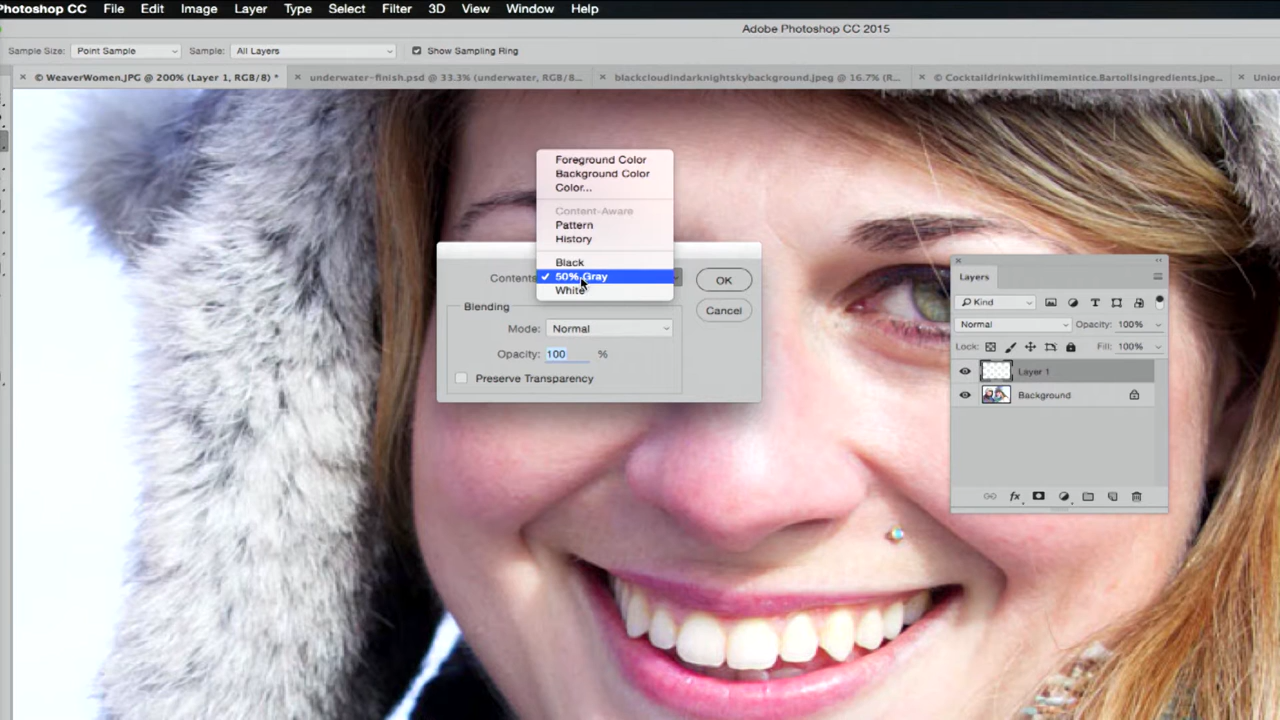 Photoshop CC File Edit Image Layer Type Select Filter 3D View Window Help
Adobe Photoshop CC 2015
Sample Size: Point Sample Sample: All Layers Show Sampling Ring
© WeaverWomen.JPG @ 200% (Layer 1, RGB/8) * underwater-finish.psd @ 33.3% (underwater, RGB/8... blackcloudindarknightskybackground.jpeg @ 16.7% (R... © Cocktaildrinkwithlimemintice.Bartollsingredients.jpe... Union
Foreground Color
Background Color
Color...
Content-Aware
Pattern
History
Black
Contents 50% Gray OK
White
Blending Cancel
Mode: Normal
Opacity: 100 %
Preserve Transparency
Layers
Kind
Normal Opacity: 100%
Lock: Fill: 100%
Layer 1
Background
fx